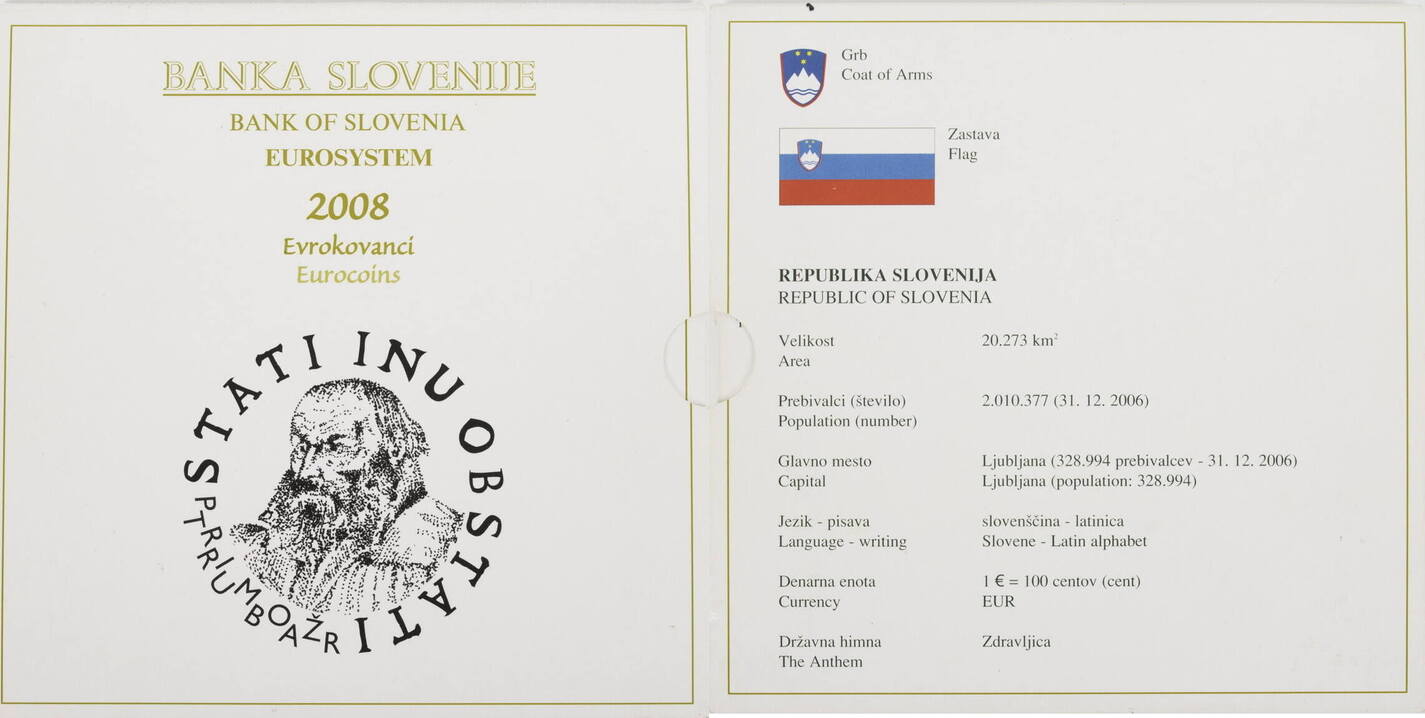 BANKA SLOVENIJE
BANK OF SLOVENIA
EUROSYSTEM
2008
Evrokovanci
Eurocoins
STATI INU OBSTATI
PRIMOŽ
TRUBAR
Grb
Coat of Arms
Zastava
Flag
REPUBLIKA SLOVENIJA
REPUBLIC OF SLOVENIA
Velikost 20.273 km²
Area
Prebivalci (število) 2.010.377 (31. 12. 2006)
Population (number)
Glavno mesto Ljubljana (328.994 prebivalcev - 31. 12. 2006)
Capital Ljubljana (population: 328.994)
Jezik - pisava slovenščina - latinica
Language - writing Slovene - Latin alphabet
Denarna enota 1 € = 100 centov (cent)
Currency EUR
Državna himna Zdravljica
The Anthem